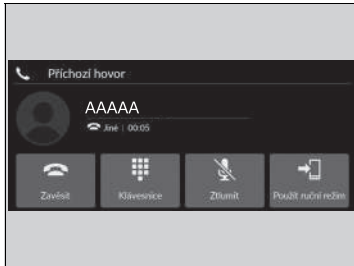 Příchozí hovor
AAAAA
Jiné | 00:05
Zavěsit
Klávesnice
Ztlumit
Použít ruční režim